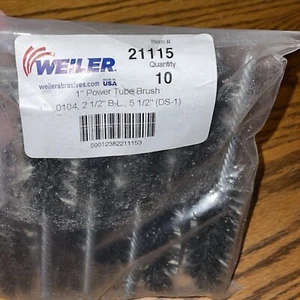 Item #
WEILER 21115
Quantity
weilerabrasives.com USA 10
1" Power Tube Brush
.0104, 2 1/2" B.L., 5 1/2" (DS-1)